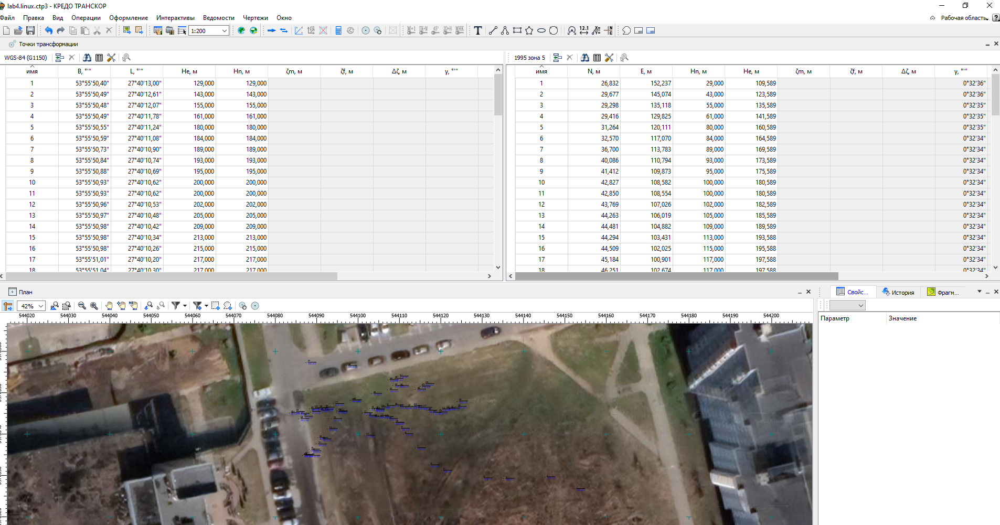 lab4.linux.ctp3 - КРЕДО ТРАНСКОР
Файл Правка Вид Операции Оформление Интерактивы Ведомости Чертежи Окно
Рабочая область
1:200
Точки трансформации
WGS-84 (G1150)
имя B, °'" L, °'" He, м Hn, м ζm, м ζf, м Δζ, м γ, °'"
1 53°55'50,40" 27°40'13,00" 129,000 129,000
2 53°55'50,49" 27°40'12,61" 143,000 143,000
3 53°55'50,48" 27°40'12,07" 155,000 155,000
4 53°55'50,49" 27°40'11,78" 161,000 161,000
5 53°55'50,55" 27°40'11,24" 180,000 180,000
6 53°55'50,59" 27°40'11,08" 184,000 184,000
7 53°55'50,73" 27°40'10,90" 189,000 189,000
8 53°55'50,84" 27°40'10,74" 193,000 193,000
9 53°55'50,88" 27°40'10,69" 195,000 195,000
10 53°55'50,93" 27°40'10,62" 200,000 200,000
11 53°55'50,93" 27°40'10,62" 200,000 200,000
12 53°55'50,96" 27°40'10,53" 202,000 202,000
13 53°55'50,97" 27°40'10,48" 205,000 205,000
14 53°55'50,98" 27°40'10,42" 209,000 209,000
15 53°55'50,98" 27°40'10,34" 213,000 213,000
16 53°55'50,98" 27°40'10,26" 215,000 215,000
17 53°55'51,01" 27°40'10,20" 217,000 217,000
18 53°55'51,04" 27°40'10,30" 217,000 217,000
1995 зона 5
имя N, м E, м Hn, м He, м ζm, м ζf, м Δζ, м γ, °'"
1 26,832 152,237 29,000 109,589 0°32'36"
2 29,677 145,074 43,000 123,589 0°32'36"
3 29,298 135,118 55,000 135,589 0°32'35"
4 29,416 129,825 61,000 141,589 0°32'35"
5 31,264 120,111 80,000 160,589 0°32'35"
6 32,570 117,070 84,000 164,589 0°32'34"
7 36,700 113,783 89,000 169,589 0°32'34"
8 40,086 110,794 93,000 173,589 0°32'34"
9 41,412 109,873 95,000 175,589 0°32'34"
10 42,827 108,582 100,000 180,589 0°32'34"
11 42,850 108,554 100,000 180,589 0°32'34"
12 43,769 107,026 102,000 182,589 0°32'34"
13 44,263 106,019 105,000 185,589 0°32'34"
14 44,481 104,882 109,000 189,589 0°32'34"
15 44,294 103,431 113,000 193,588 0°32'34"
16 44,509 102,025 115,000 195,588 0°32'34"
17 45,184 100,901 117,000 197,588 0°32'34"
18 46,251 102,674 117,000 197,588 0°32'34"
План
42%
544020 544030 544040 544050 544060 544070 544080 544090 544100 544110 544120 544130 544140 544150 544160 544170 544180 544190 544200
Свойс... История Фрагм...
Параметр Значение